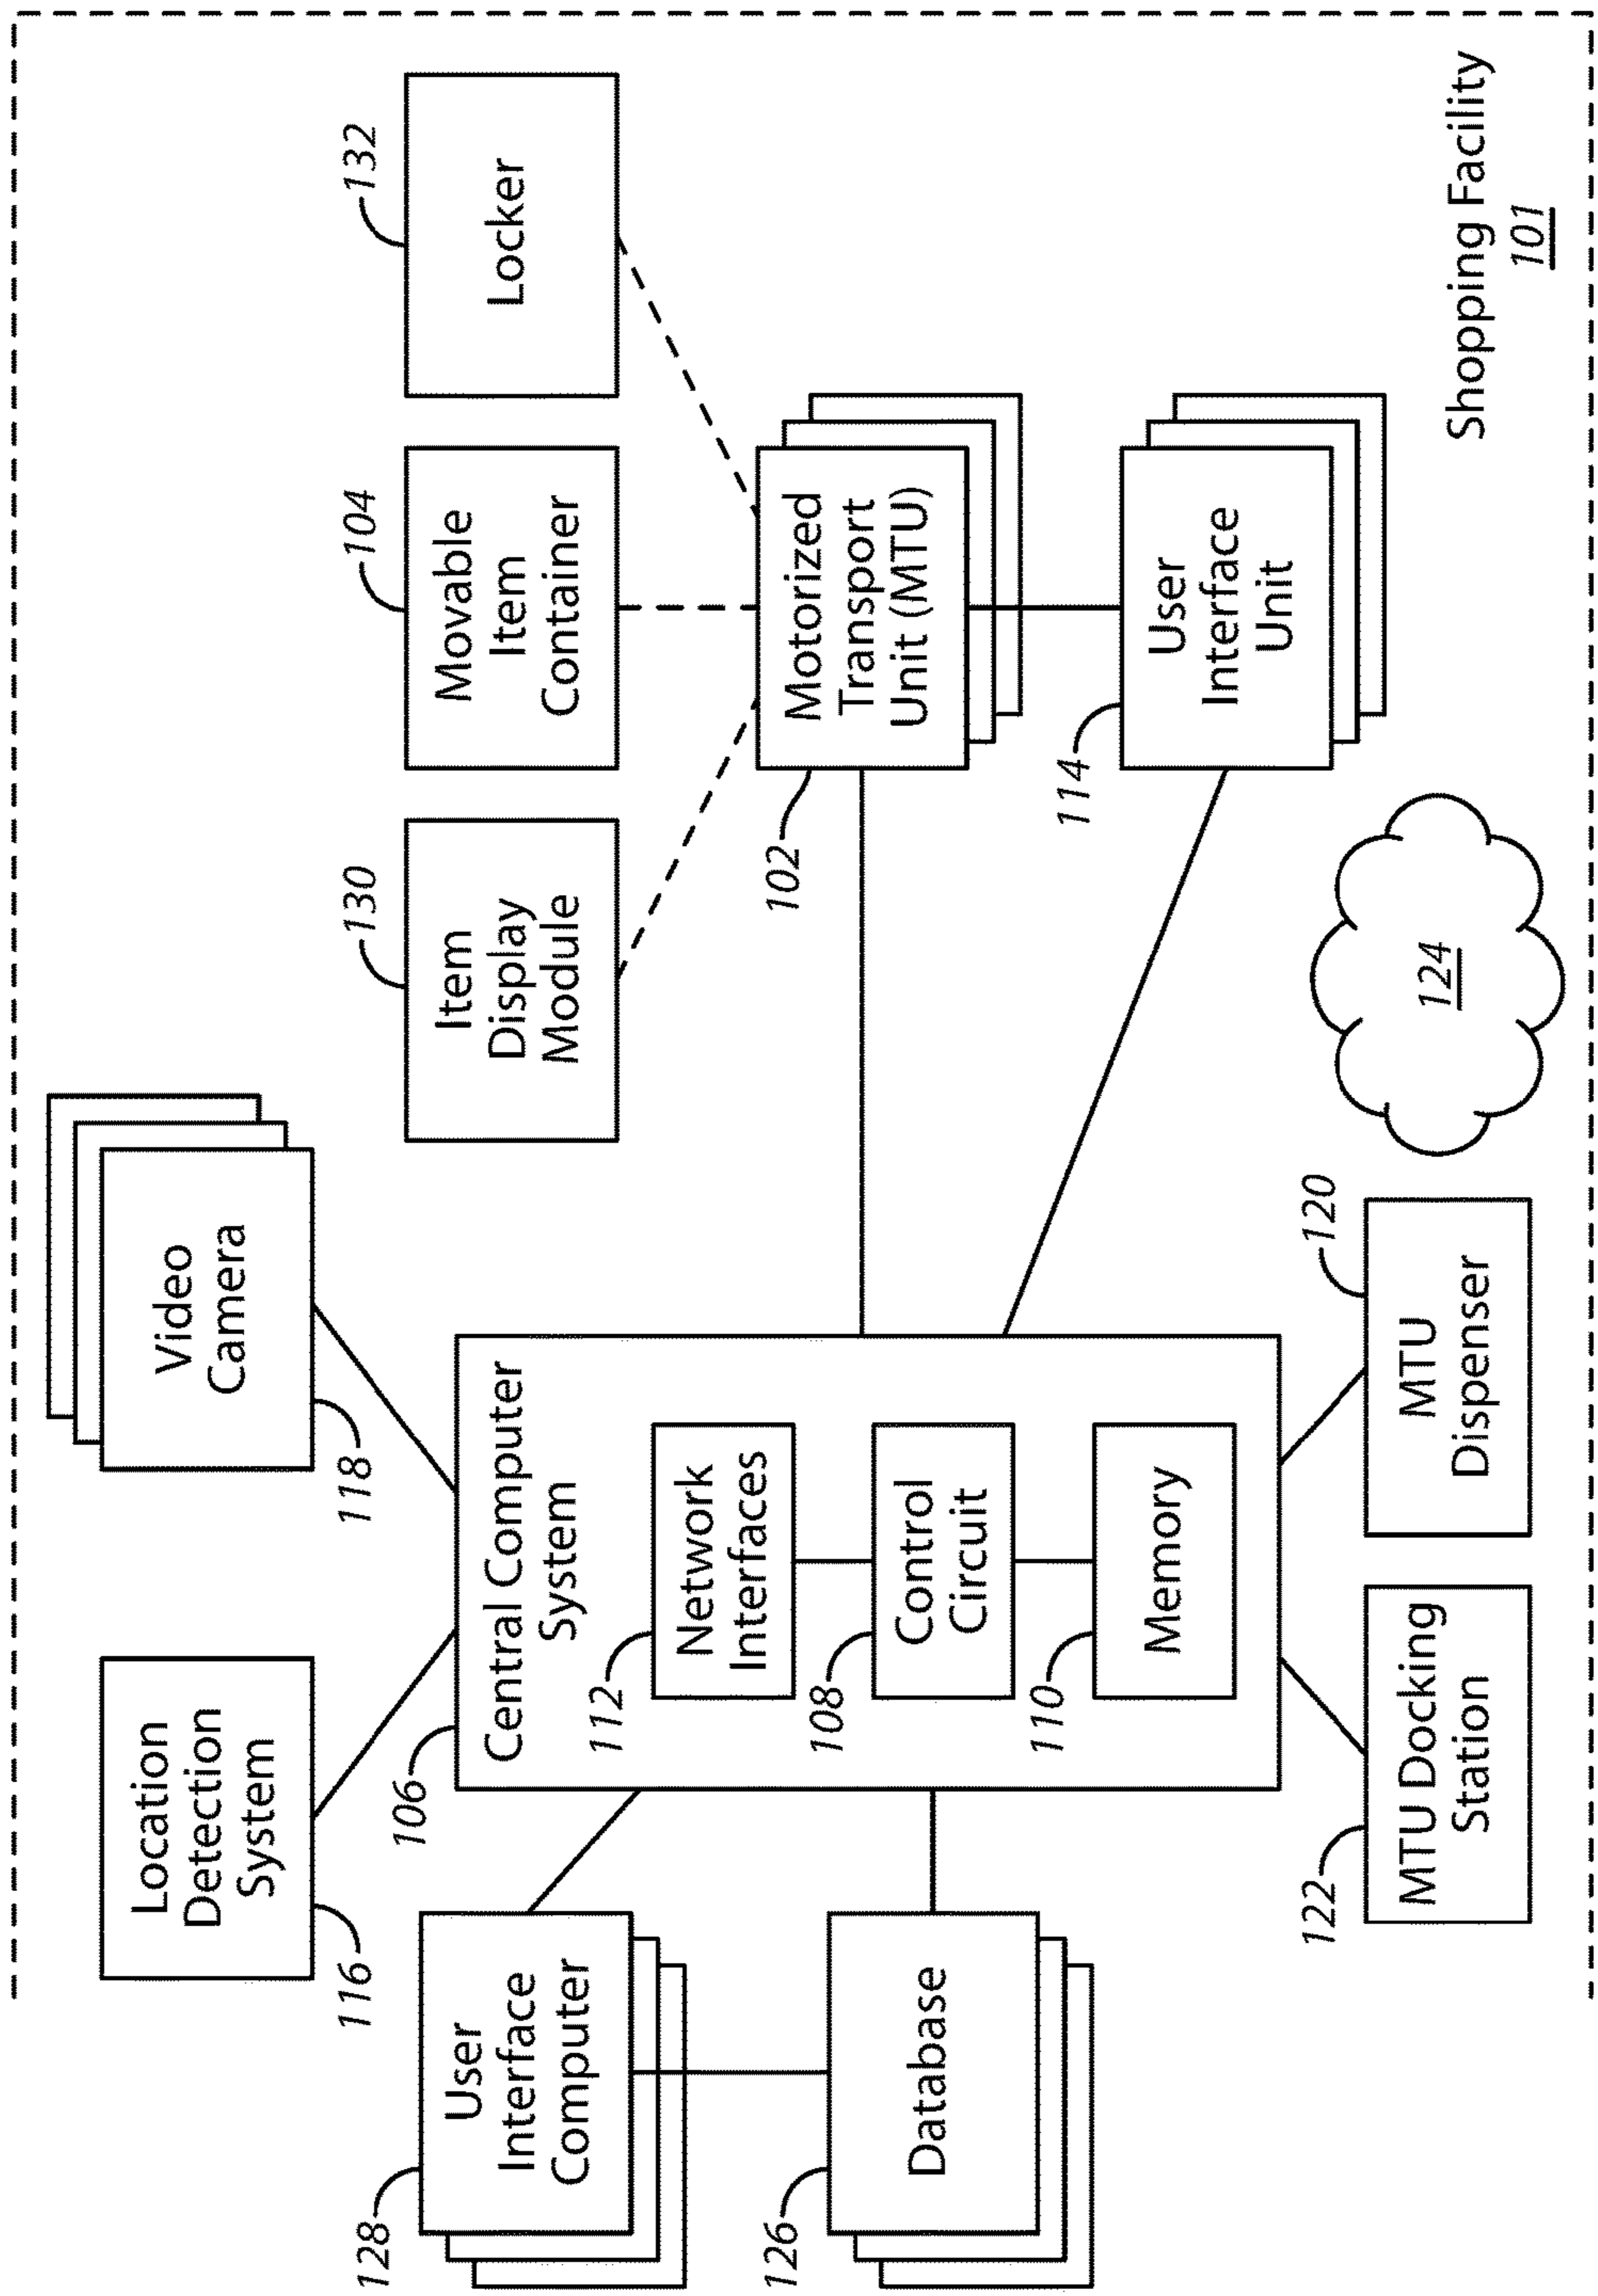 132
Locker
104
Movable
Item
Container
130
Item
Display
Module
Video
Camera
118
Location
Detection
System
116
Motorized
Transport
Unit (MTU)
102
User
Interface
Unit
114
Central Computer
System
106
Network
Interfaces
112
Control
Circuit
108
Memory
110
User
Interface
Computer
128
Database
126
MTU Docking
Station
122
MTU
Dispenser
120
124
Shopping Facility
101